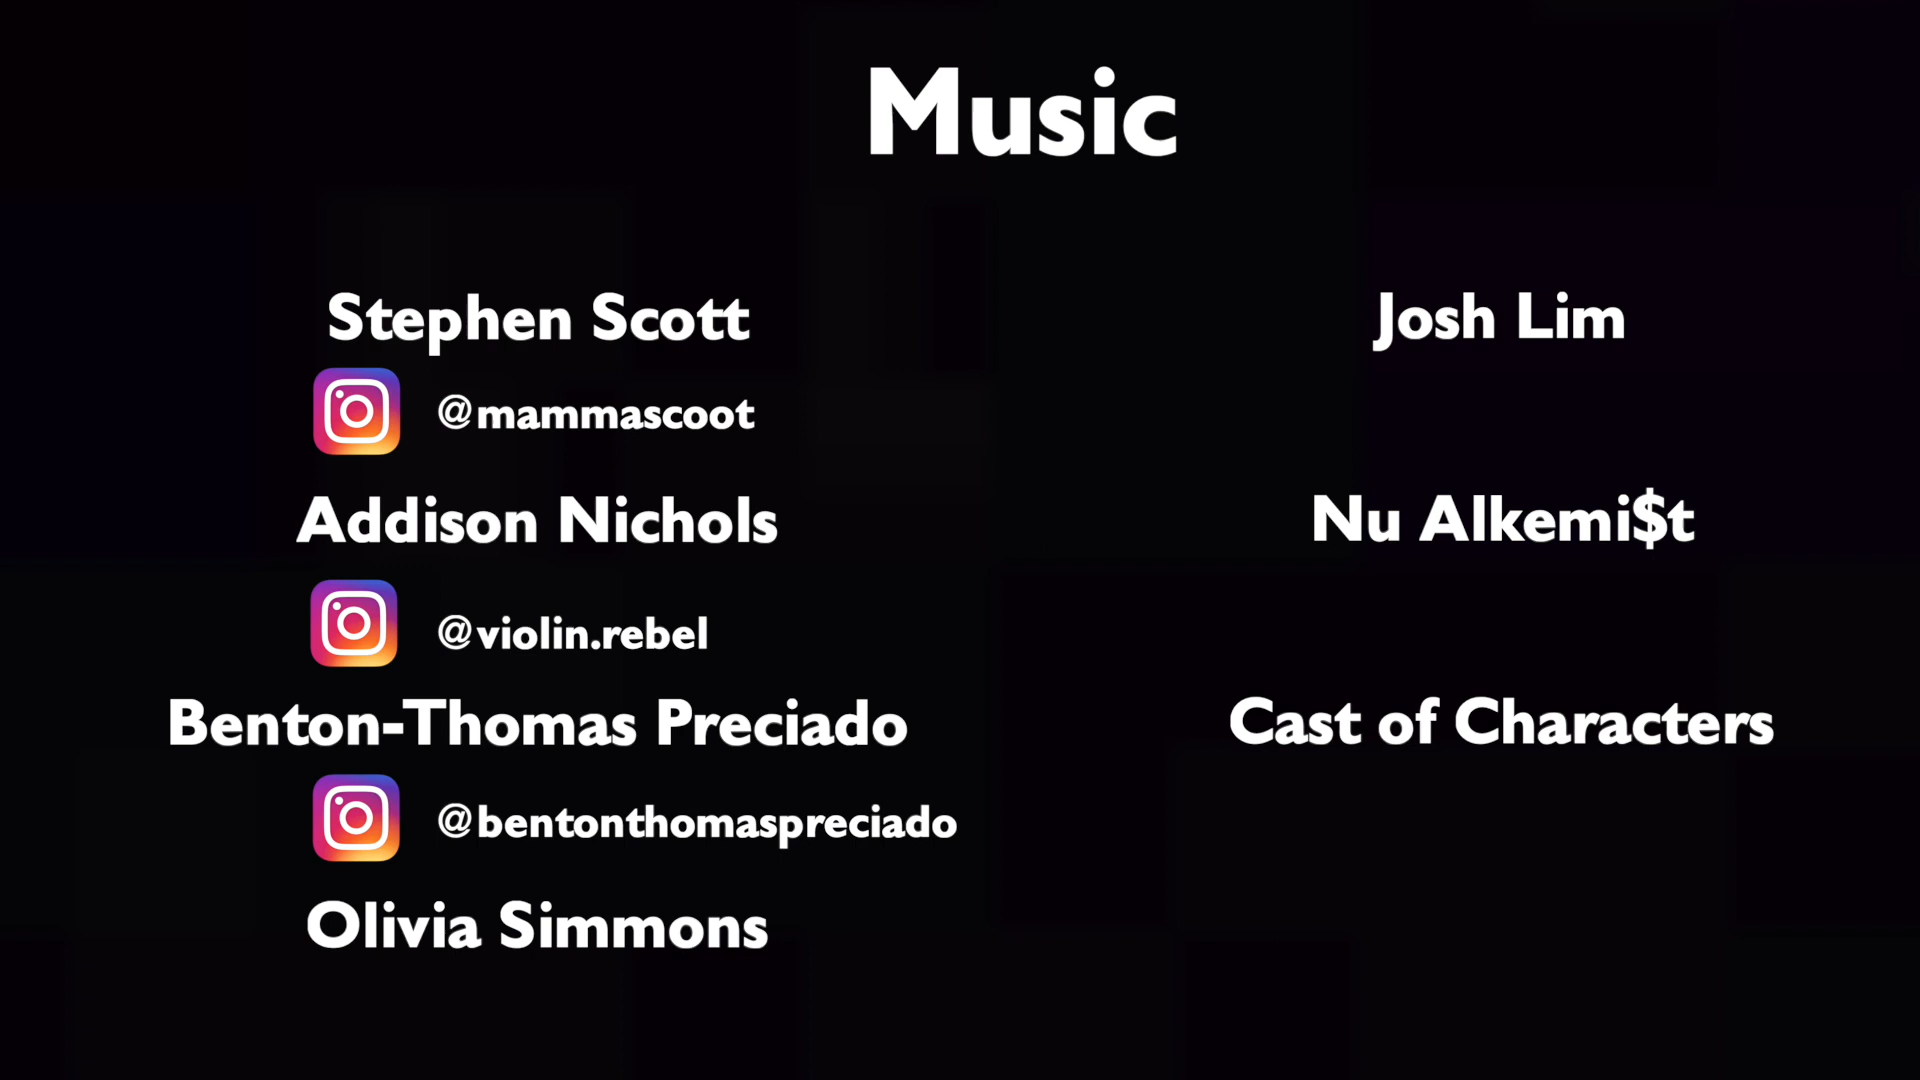 Music
Stephen Scott
@mammascoot
Addison Nichols
@violin.rebel
Benton-Thomas Preciado
@bentonthomaspreciado
Olivia Simmons
Josh Lim
Nu Alkemi$t
Cast of Characters